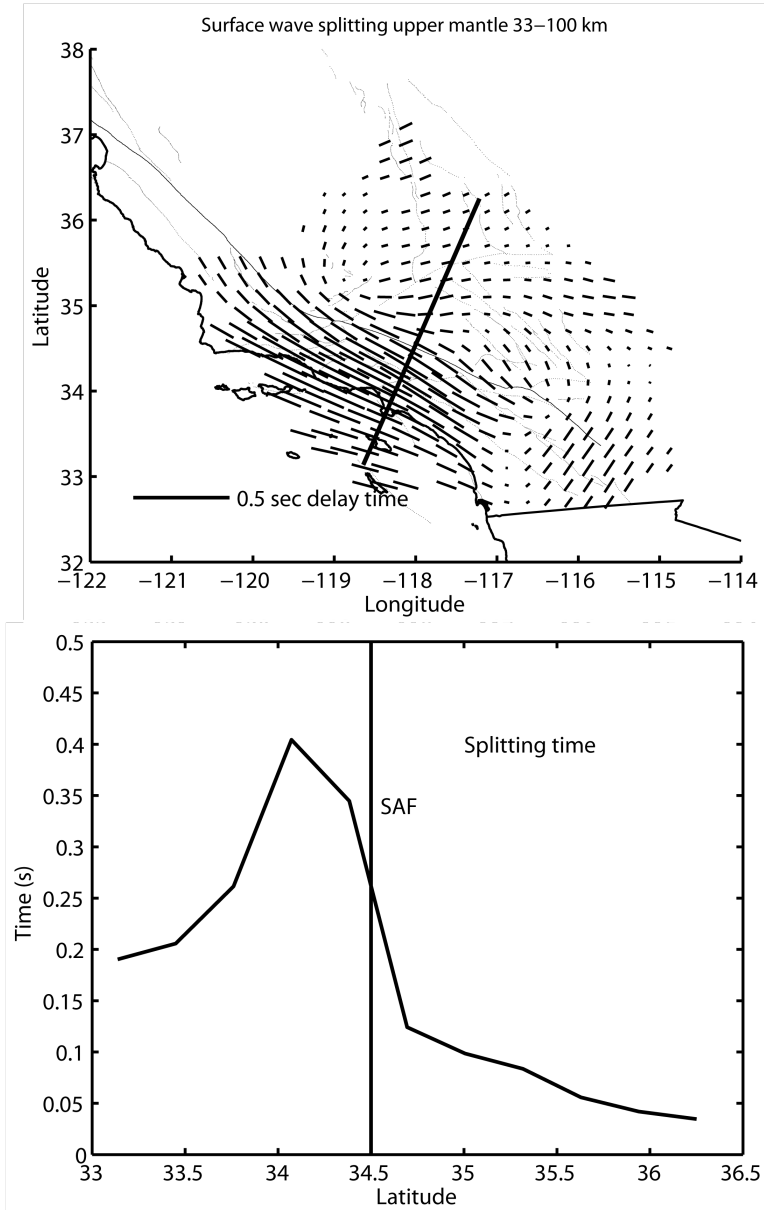 Surface wave splitting upper mantle 33−100 km
38
37
36
35
34
33
32
Latitude
0.5 sec delay time
−122 −121 −120 −119 −118 −117 −116 −115 −114
Longitude
0.5
0.45
0.4
0.35
0.3
0.25
0.2
0.15
0.1
0.05
0
Time (s)
Splitting time
SAF
33 33.5 34 34.5 35 35.5 36 36.5
Latitude